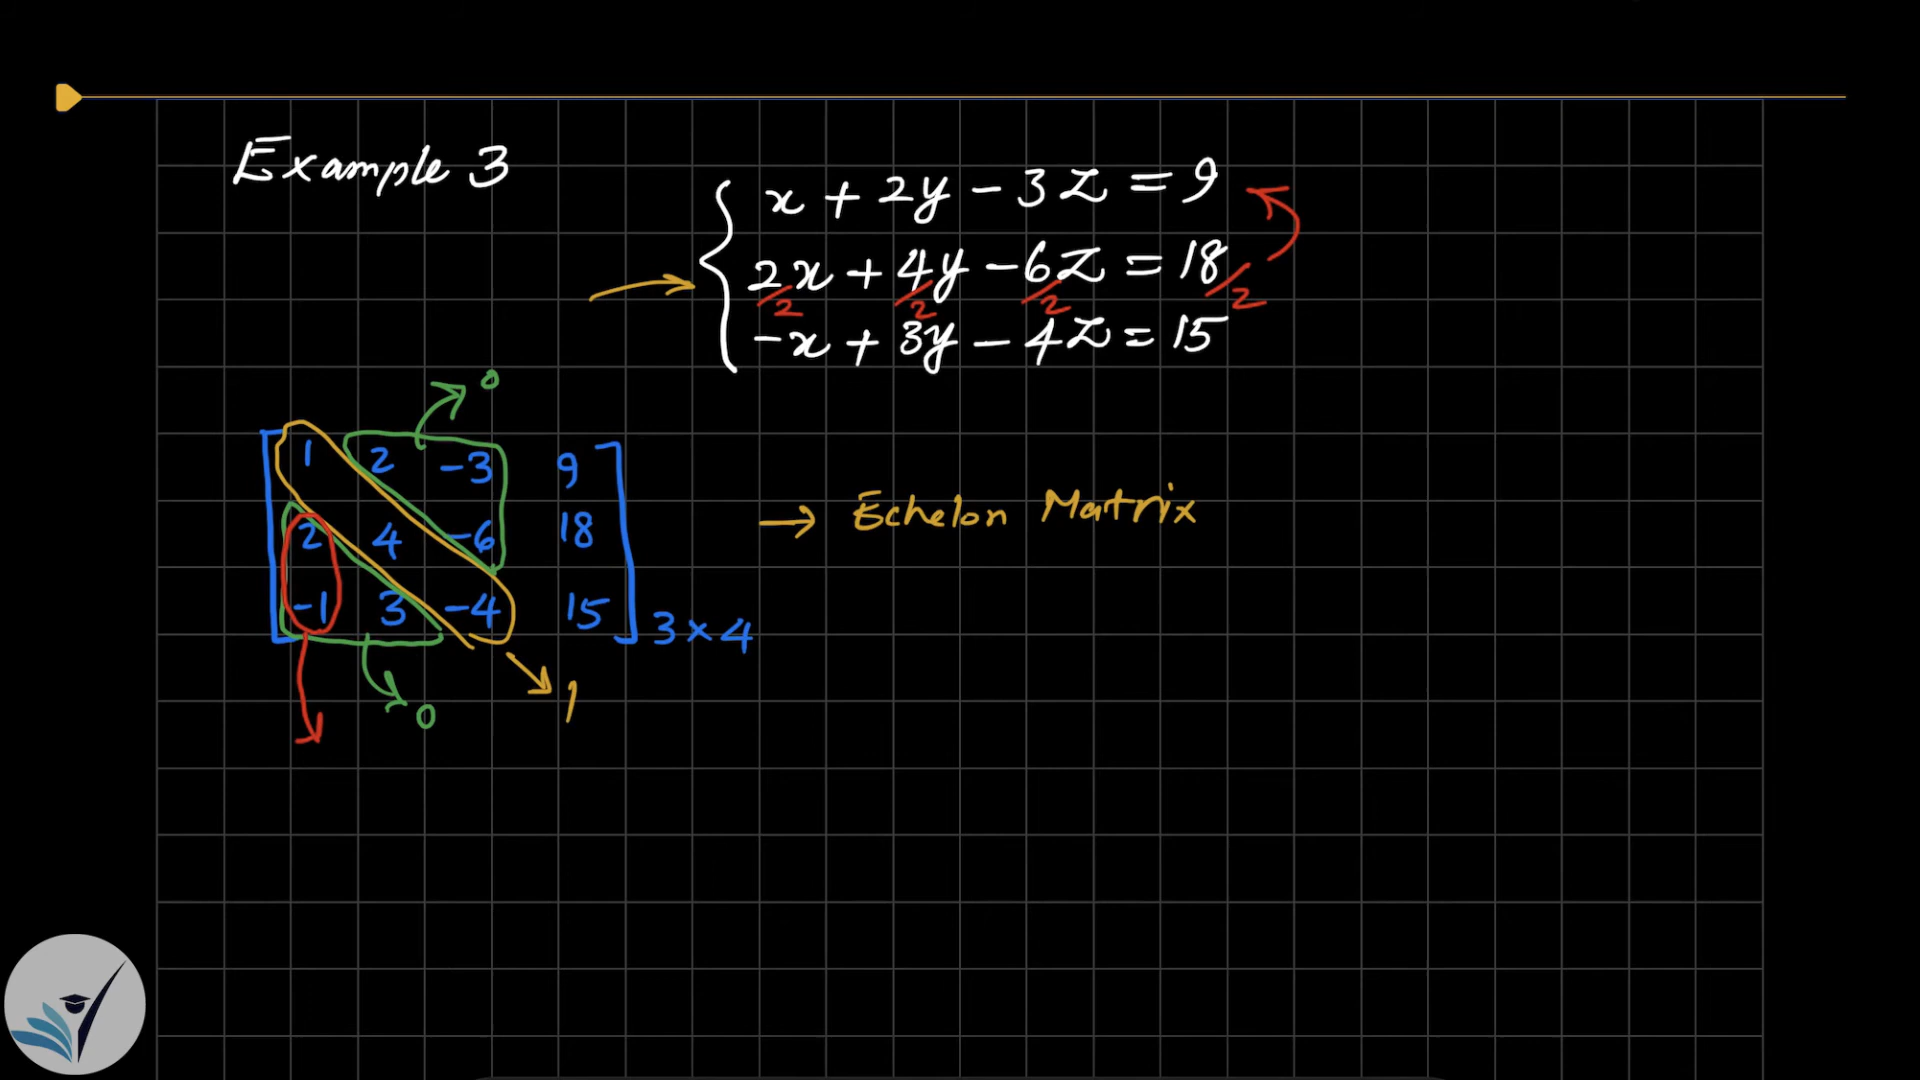 Example 3
x + 2y - 3z = 9
2x + 4y - 6z = 18
/2 /2 /2 /2
-x + 3y - 4z = 15
0
1 2 -3 9
2 4 -6 18
-1 3 -4 15
3 × 4
→ Echelon Matrix
0
1